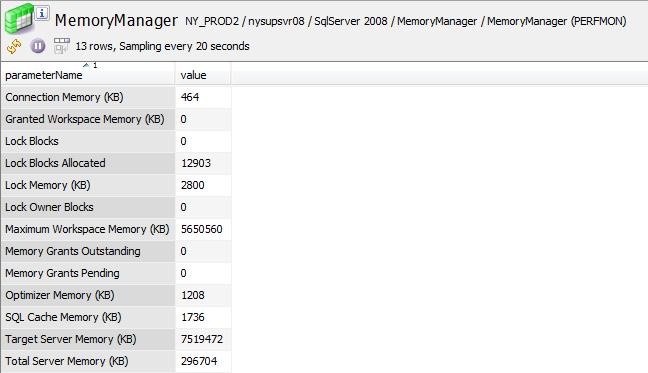 MemoryManager NY_PROD2 / nysupsvr08 / SqlServer 2008 / MemoryManager / MemoryManager (PERFMON)
13 rows, Sampling every 20 seconds
parameterName 1 value
Connection Memory (KB) 464
Granted Workspace Memory (KB) 0
Lock Blocks 0
Lock Blocks Allocated 12903
Lock Memory (KB) 2800
Lock Owner Blocks 0
Maximum Workspace Memory (KB) 5650560
Memory Grants Outstanding 0
Memory Grants Pending 0
Optimizer Memory (KB) 1208
SQL Cache Memory (KB) 1736
Target Server Memory (KB) 7519472
Total Server Memory (KB) 296704